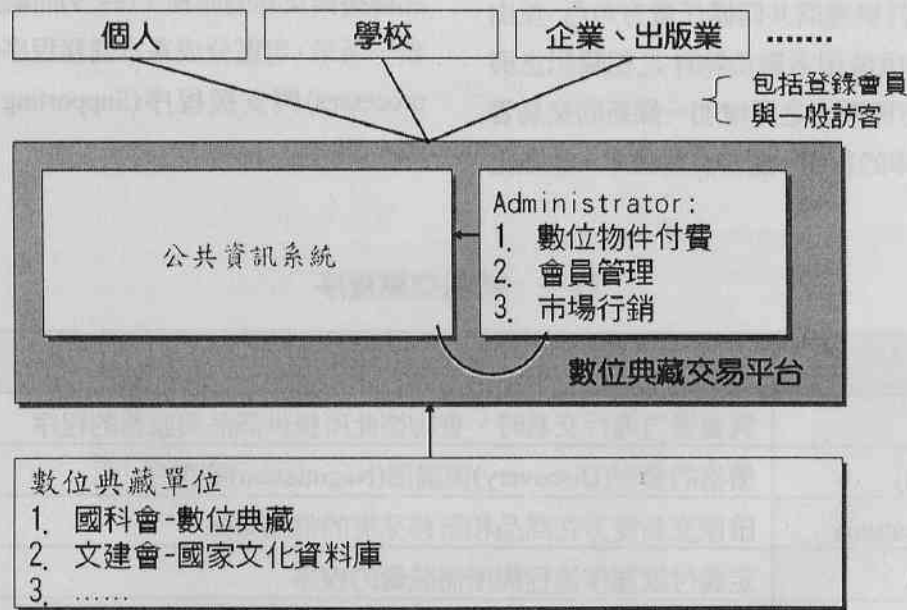 個人
學校
企業、出版業
.......
包括登錄會員
與一般訪客
公共資訊系統
Administrator:
1. 數位物件付費
2. 會員管理
3. 市場行銷
數位典藏交易平台
數位典藏單位
1. 國科會-數位典藏
2. 文建會-國家文化資料庫
3. ......